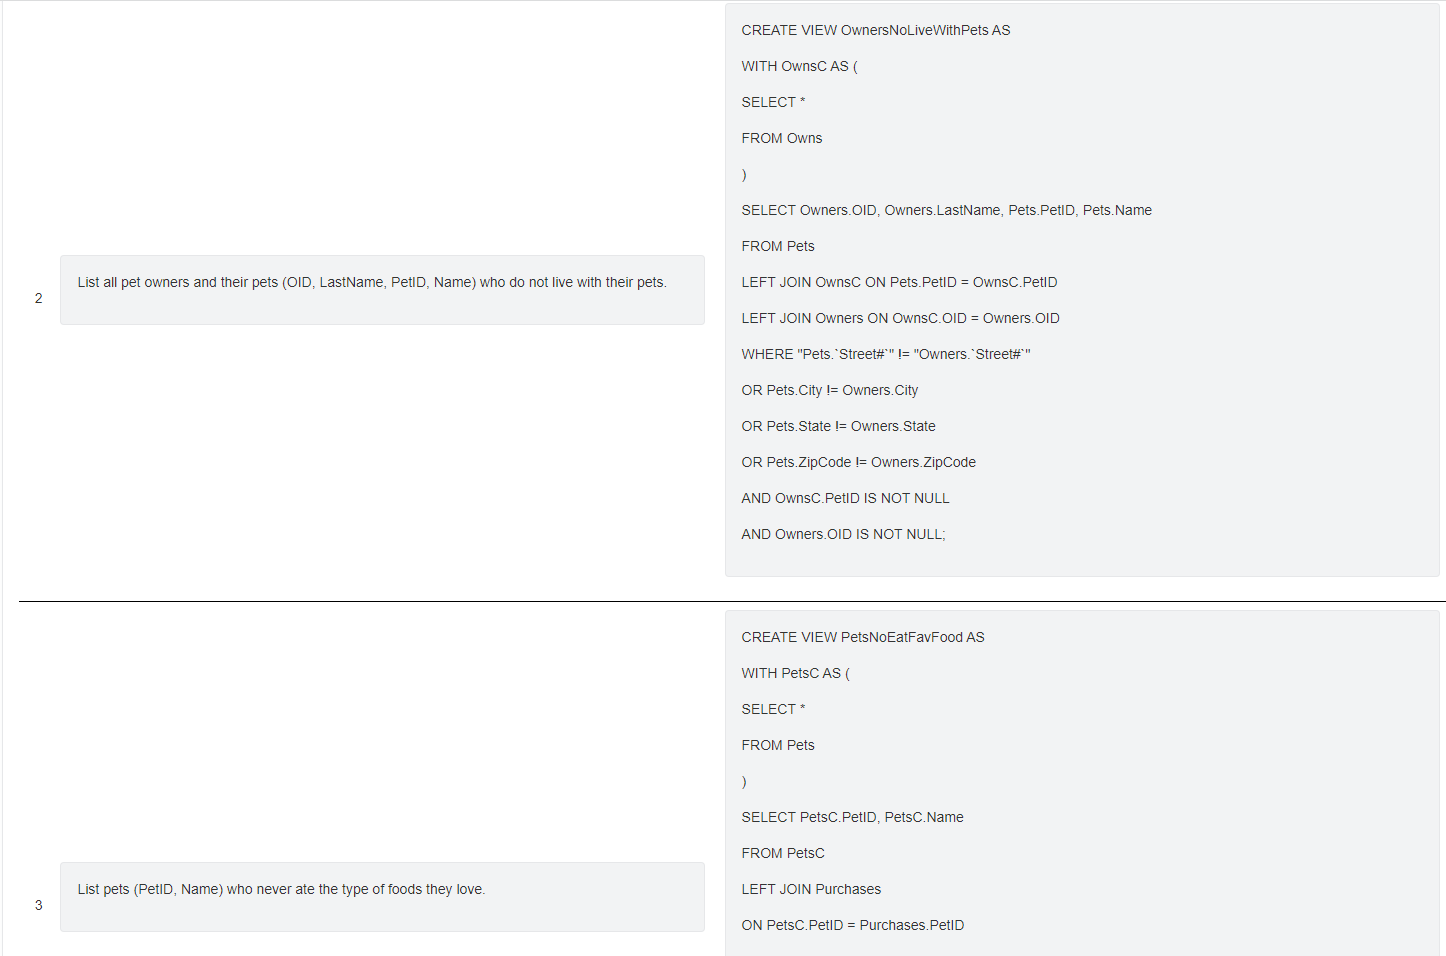 CREATE VIEW OwnersNoLiveWithPets AS
WITH OwnsC AS (
SELECT *
FROM Owns
)
SELECT Owners.OID, Owners.LastName, Pets.PetID, Pets.Name
FROM Pets
2
List all pet owners and their pets (OID, LastName, PetID, Name) who do not live with their pets.
LEFT JOIN OwnsC ON Pets.PetID = OwnsC.PetID
LEFT JOIN Owners ON OwnsC.OID = Owners.OID
WHERE "Pets.`Street#`" != "Owners.`Street#`"
OR Pets.City != Owners.City
OR Pets.State != Owners.State
OR Pets.ZipCode != Owners.ZipCode
AND OwnsC.PetID IS NOT NULL
AND Owners.OID IS NOT NULL;
CREATE VIEW PetsNoEatFavFood AS
WITH PetsC AS (
SELECT *
FROM Pets
)
SELECT PetsC.PetID, PetsC.Name
FROM PetsC
3
List pets (PetID, Name) who never ate the type of foods they love.
LEFT JOIN Purchases
ON PetsC.PetID = Purchases.PetID